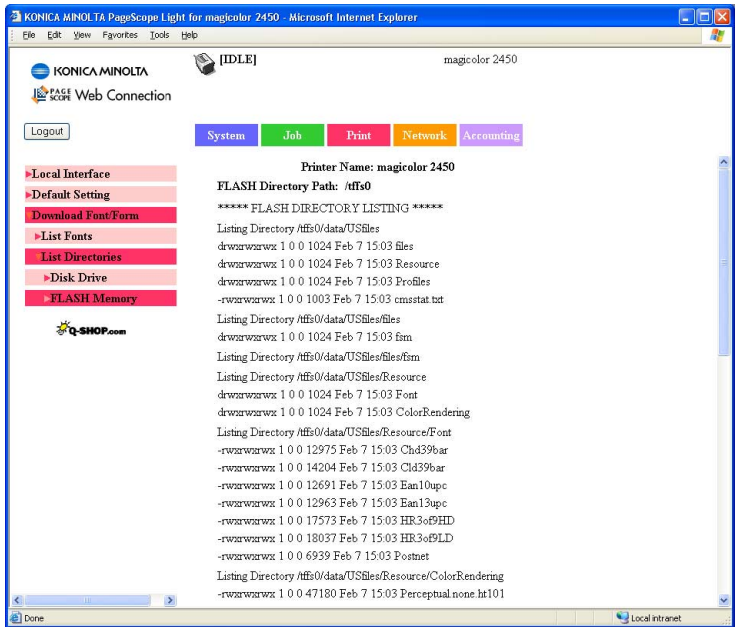 KONICA MINOLTA PageScope Light for magicolor 2450 - Microsoft Internet Explorer
File Edit View Favorites Tools Help
KONICA MINOLTA
PAGE SCOPE Web Connection
[IDLE]
magicolor 2450
Logout
System Job Print Network Accounting
Local Interface
Default Setting
Download Font/Form
List Fonts
List Directories
Disk Drive
FLASH Memory
Q-SHOP.com
Printer Name: magicolor 2450
FLASH Directory Path: /tffs0
***** FLASH DIRECTORY LISTING *****
Listing Directory /tffs0/data/USfiles
drwxrwxrwx 1 0 0 1024 Feb 7 15:03 files
drwxrwxrwx 1 0 0 1024 Feb 7 15:03 Resource
drwxrwxrwx 1 0 0 1024 Feb 7 15:03 Profiles
-rwxrwxrwx 1 0 0 1003 Feb 7 15:03 cmsstat.txt
Listing Directory /tffs0/data/USfiles/files
drwxrwxrwx 1 0 0 1024 Feb 7 15:03 fsm
Listing Directory /tffs0/data/USfiles/files/fsm
Listing Directory /tffs0/data/USfiles/Resource
drwxrwxrwx 1 0 0 1024 Feb 7 15:03 Font
drwxrwxrwx 1 0 0 1024 Feb 7 15:03 ColorRendering
Listing Directory /tffs0/data/USfiles/Resource/Font
-rwxrwxrwx 1 0 0 12975 Feb 7 15:03 Chd39bar
-rwxrwxrwx 1 0 0 14204 Feb 7 15:03 Cld39bar
-rwxrwxrwx 1 0 0 12691 Feb 7 15:03 Ean10upc
-rwxrwxrwx 1 0 0 12963 Feb 7 15:03 Ean13upc
-rwxrwxrwx 1 0 0 17573 Feb 7 15:03 HR3of9HD
-rwxrwxrwx 1 0 0 18037 Feb 7 15:03 HR3of9LD
-rwxrwxrwx 1 0 0 6939 Feb 7 15:03 Postnet
Listing Directory /tffs0/data/USfiles/Resource/ColorRendering
-rwxrwxrwx 1 0 0 47180 Feb 7 15:03 Perceptual.none.ht101
Done
Local intranet